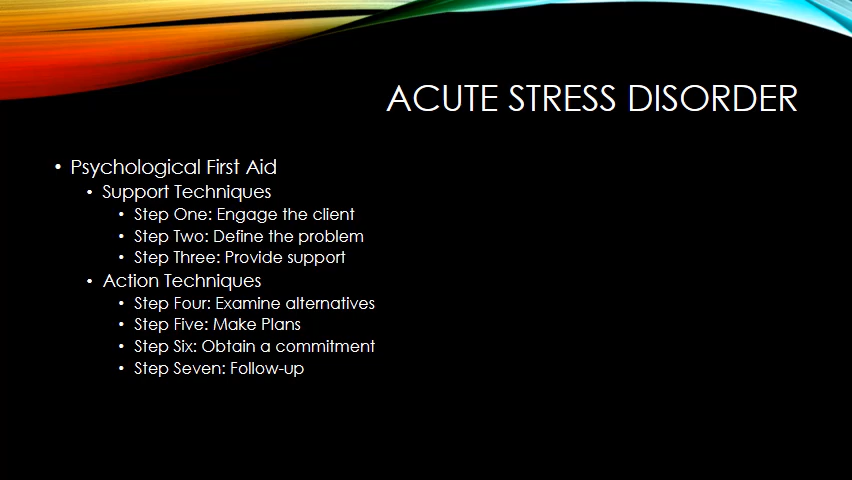 ACUTE STRESS DISORDER
• Psychological First Aid
• Support Techniques
• Step One: Engage the client
• Step Two: Define the problem
• Step Three: Provide support
• Action Techniques
• Step Four: Examine alternatives
• Step Five: Make Plans
• Step Six: Obtain a commitment
• Step Seven: Follow-up